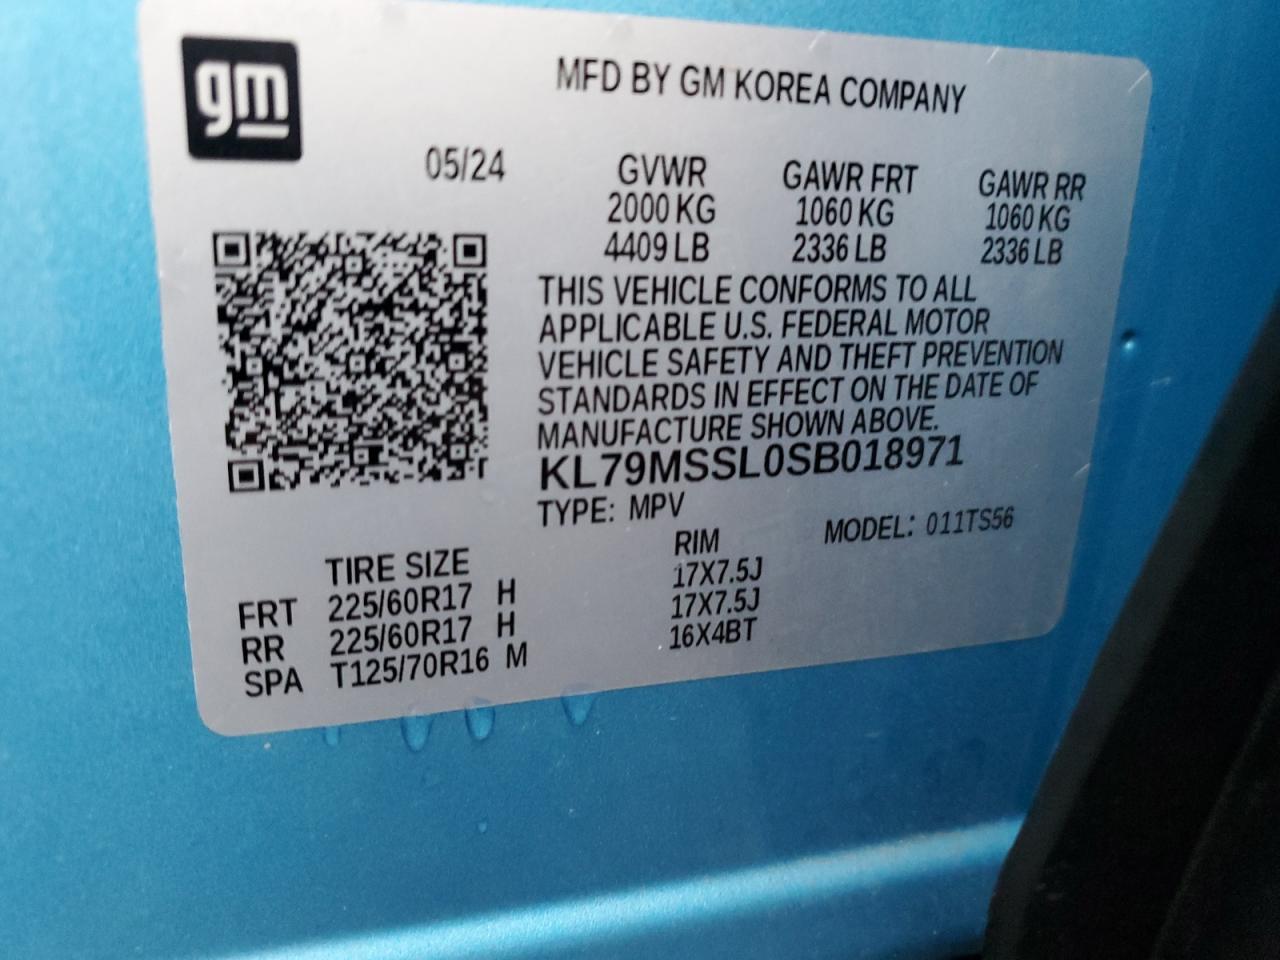 gm
MFD BY GM KOREA COMPANY
05/24
GVWR GAWR FRT GAWR RR
2000 KG 1060 KG 1060 KG
4409 LB 2336 LB 2336 LB
THIS VEHICLE CONFORMS TO ALL
APPLICABLE U.S. FEDERAL MOTOR
VEHICLE SAFETY AND THEFT PREVENTION
STANDARDS IN EFFECT ON THE DATE OF
MANUFACTURE SHOWN ABOVE.
KL79MSSL0SB018971
TYPE: MPV MODEL: 011TS56
TIRE SIZE RIM
FRT 225/60R17 H 17X7.5J
RR 225/60R17 H 17X7.5J
SPA T125/70R16 M 16X4BT